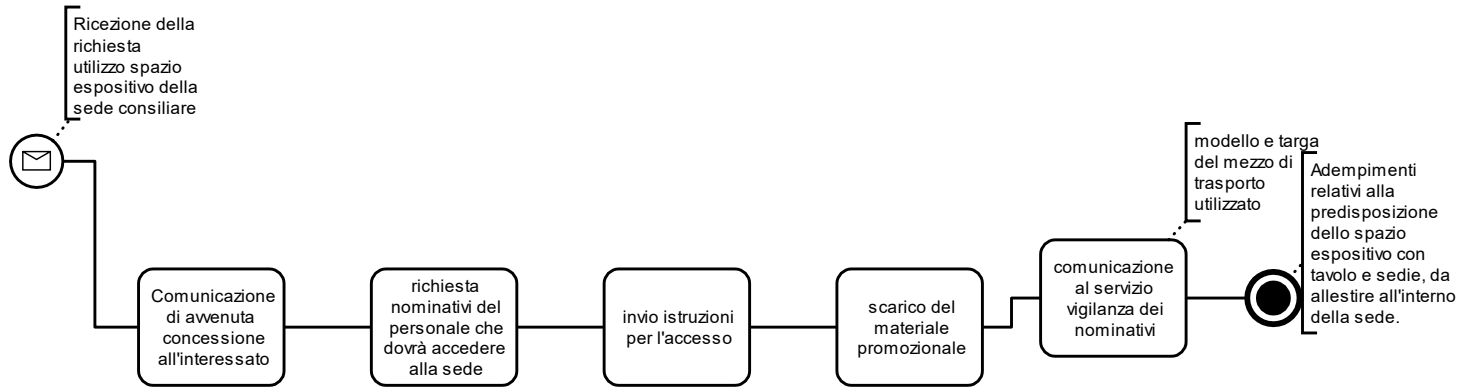 Ricezione della
richiesta
utilizzo spazio
espositivo della
sede consiliare
Comunicazione
di avvenuta
concessione
all'interessato
richiesta
nominativi del
personale che
dovrà accedere
alla sede
invio istruzioni
per l'accesso
scarico del
materiale
promozionale
comunicazione
al servizio
vigilanza dei
nominativi
modello e targa
del mezzo di
trasporto
utilizzato
Adempimenti
relativi alla
predisposizione
dello spazio
espositivo con
tavolo e sedie, da
allestire all'interno
della sede.